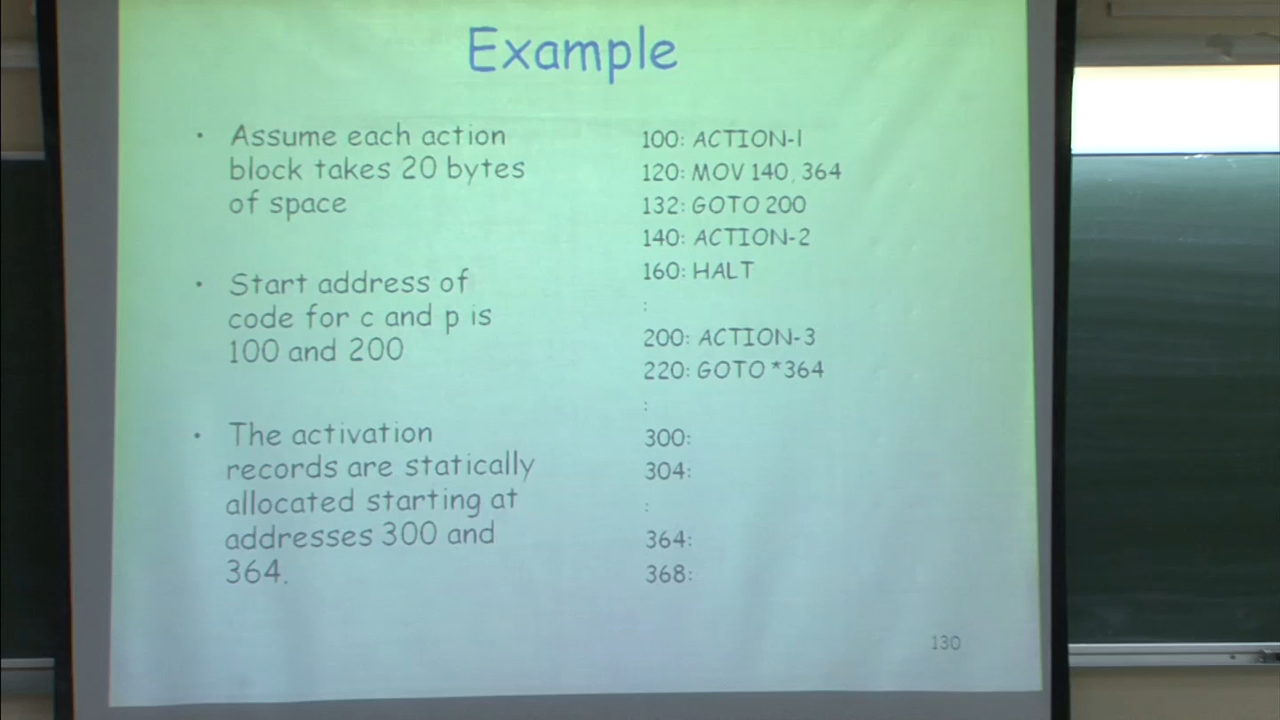 Example
• Assume each action
block takes 20 bytes
of space
• Start address of
code for c and p is
100 and 200
• The activation
records are statically
allocated starting at
addresses 300 and
364.
100: ACTION-1
120: MOV 140, 364
132: GOTO 200
140: ACTION-2
160: HALT
:
200: ACTION-3
220: GOTO *364
:
300:
304:
:
364:
368:
130